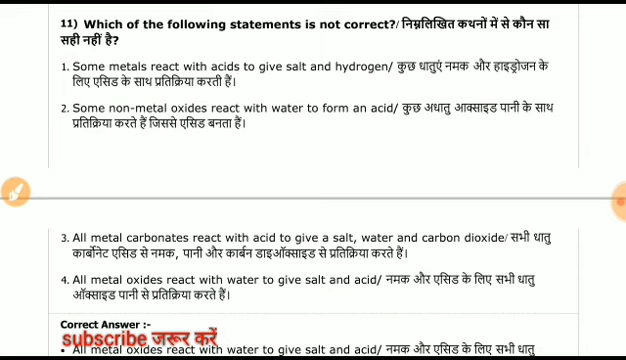 11) Which of the following statements is not correct?/ निम्नलिखित कथनों में से कौन सा
सही नहीं है?
1. Some metals react with acids to give salt and hydrogen/ कुछ धातुएं नमक और हाइड्रोजन के
लिए एसिड के साथ प्रतिक्रिया करती हैं।
2. Some non-metal oxides react with water to form an acid/ कुछ अधातु आक्साइड पानी के साथ
प्रतिक्रिया करते हैं जिससे एसिड बनता हैं।
3. All metal carbonates react with acid to give a salt, water and carbon dioxide/ सभी धातु
कार्बोनेट एसिड से नमक, पानी और कार्बन डाइऑक्साइड से प्रतिक्रिया करते हैं।
4. All metal oxides react with water to give salt and acid/ नमक और एसिड के लिए सभी धातु
ऑक्साइड पानी से प्रतिक्रिया करते हैं।
Correct Answer :-
subscribe जरूर करें
• All metal oxides react with water to give salt and acid/ नमक और एसिड के लिए सभी धातु